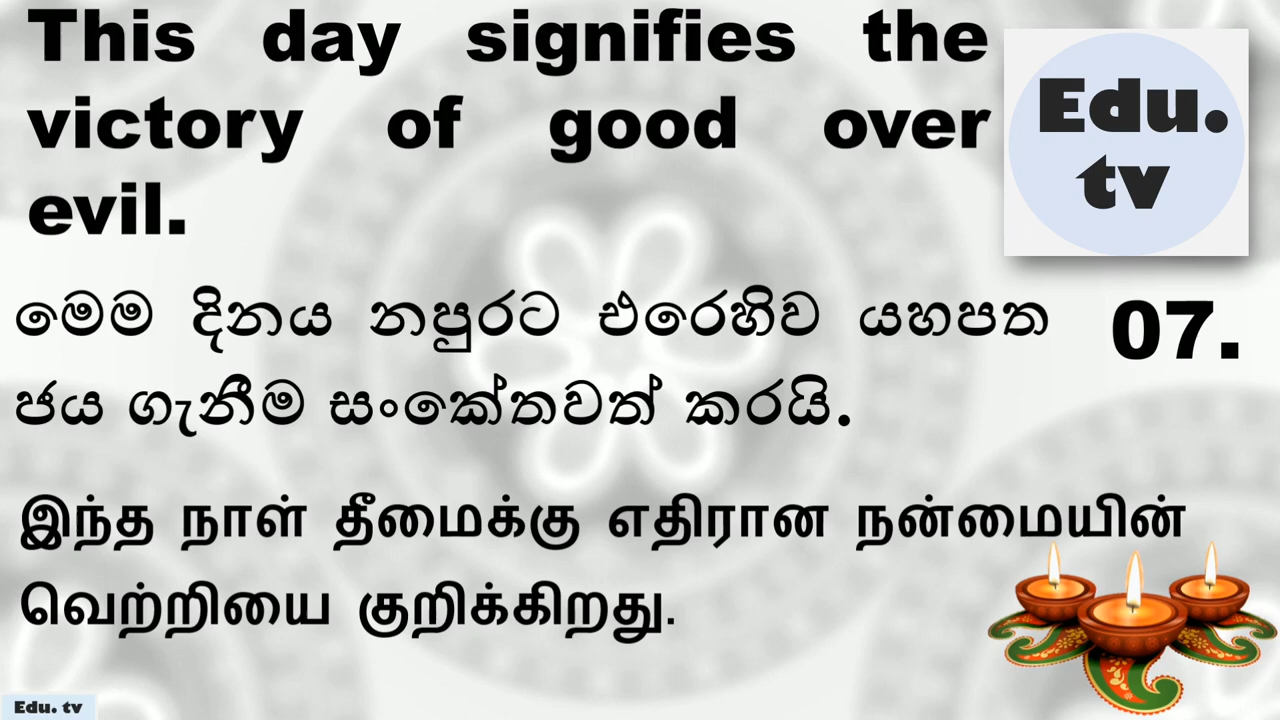 This day signifies the
victory of good over
evil.
Edu.
tv
මෙම දිනය නපුරට එරෙහිව යහපත
ජය ගැනීම සංකේතවත් කරයි.
07.
இந்த நாள் தீமைக்கு எதிரான நன்மையின்
வெற்றியை குறிக்கிறது.
Edu. tv